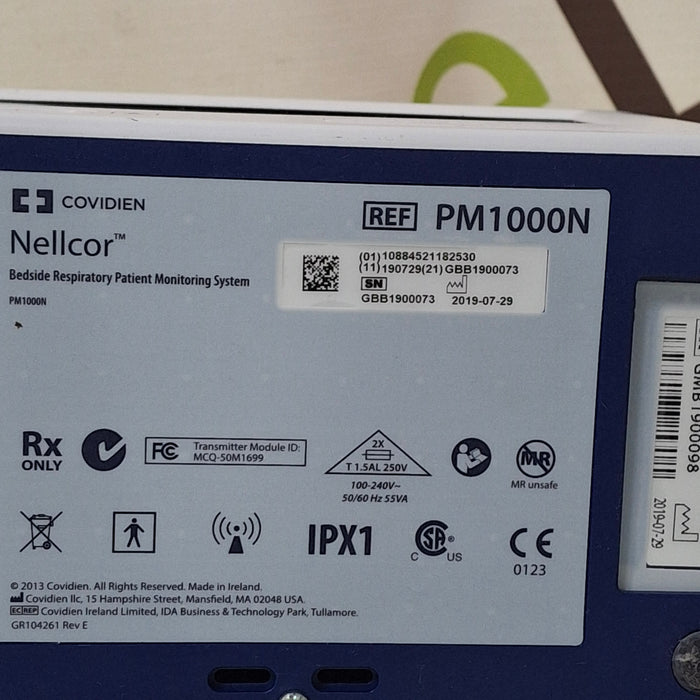 COVIDIEN
REF PM1000N
Nellcor™
Bedside Respiratory Patient Monitoring System
PM1000N
(01)10884521182530
(11)190729(21)GBB1900073
SN
GBB1900073 2019-07-29
Rx
ONLY
FC Transmitter Module ID:
MCQ-50M1699
2X
T 1.5AL 250V
100-240V~
50/60 Hz 55VA
MR
MR unsafe
IPX1
C SA® US
CE
0123
© 2013 Covidien. All Rights Reserved. Made in Ireland.
Covidien llc, 15 Hampshire Street, Mansfield, MA 02048 USA.
EC REP Covidien Ireland Limited, IDA Business & Technology Park, Tullamore.
GR104261 Rev E
GMB1900098
2019-07-29